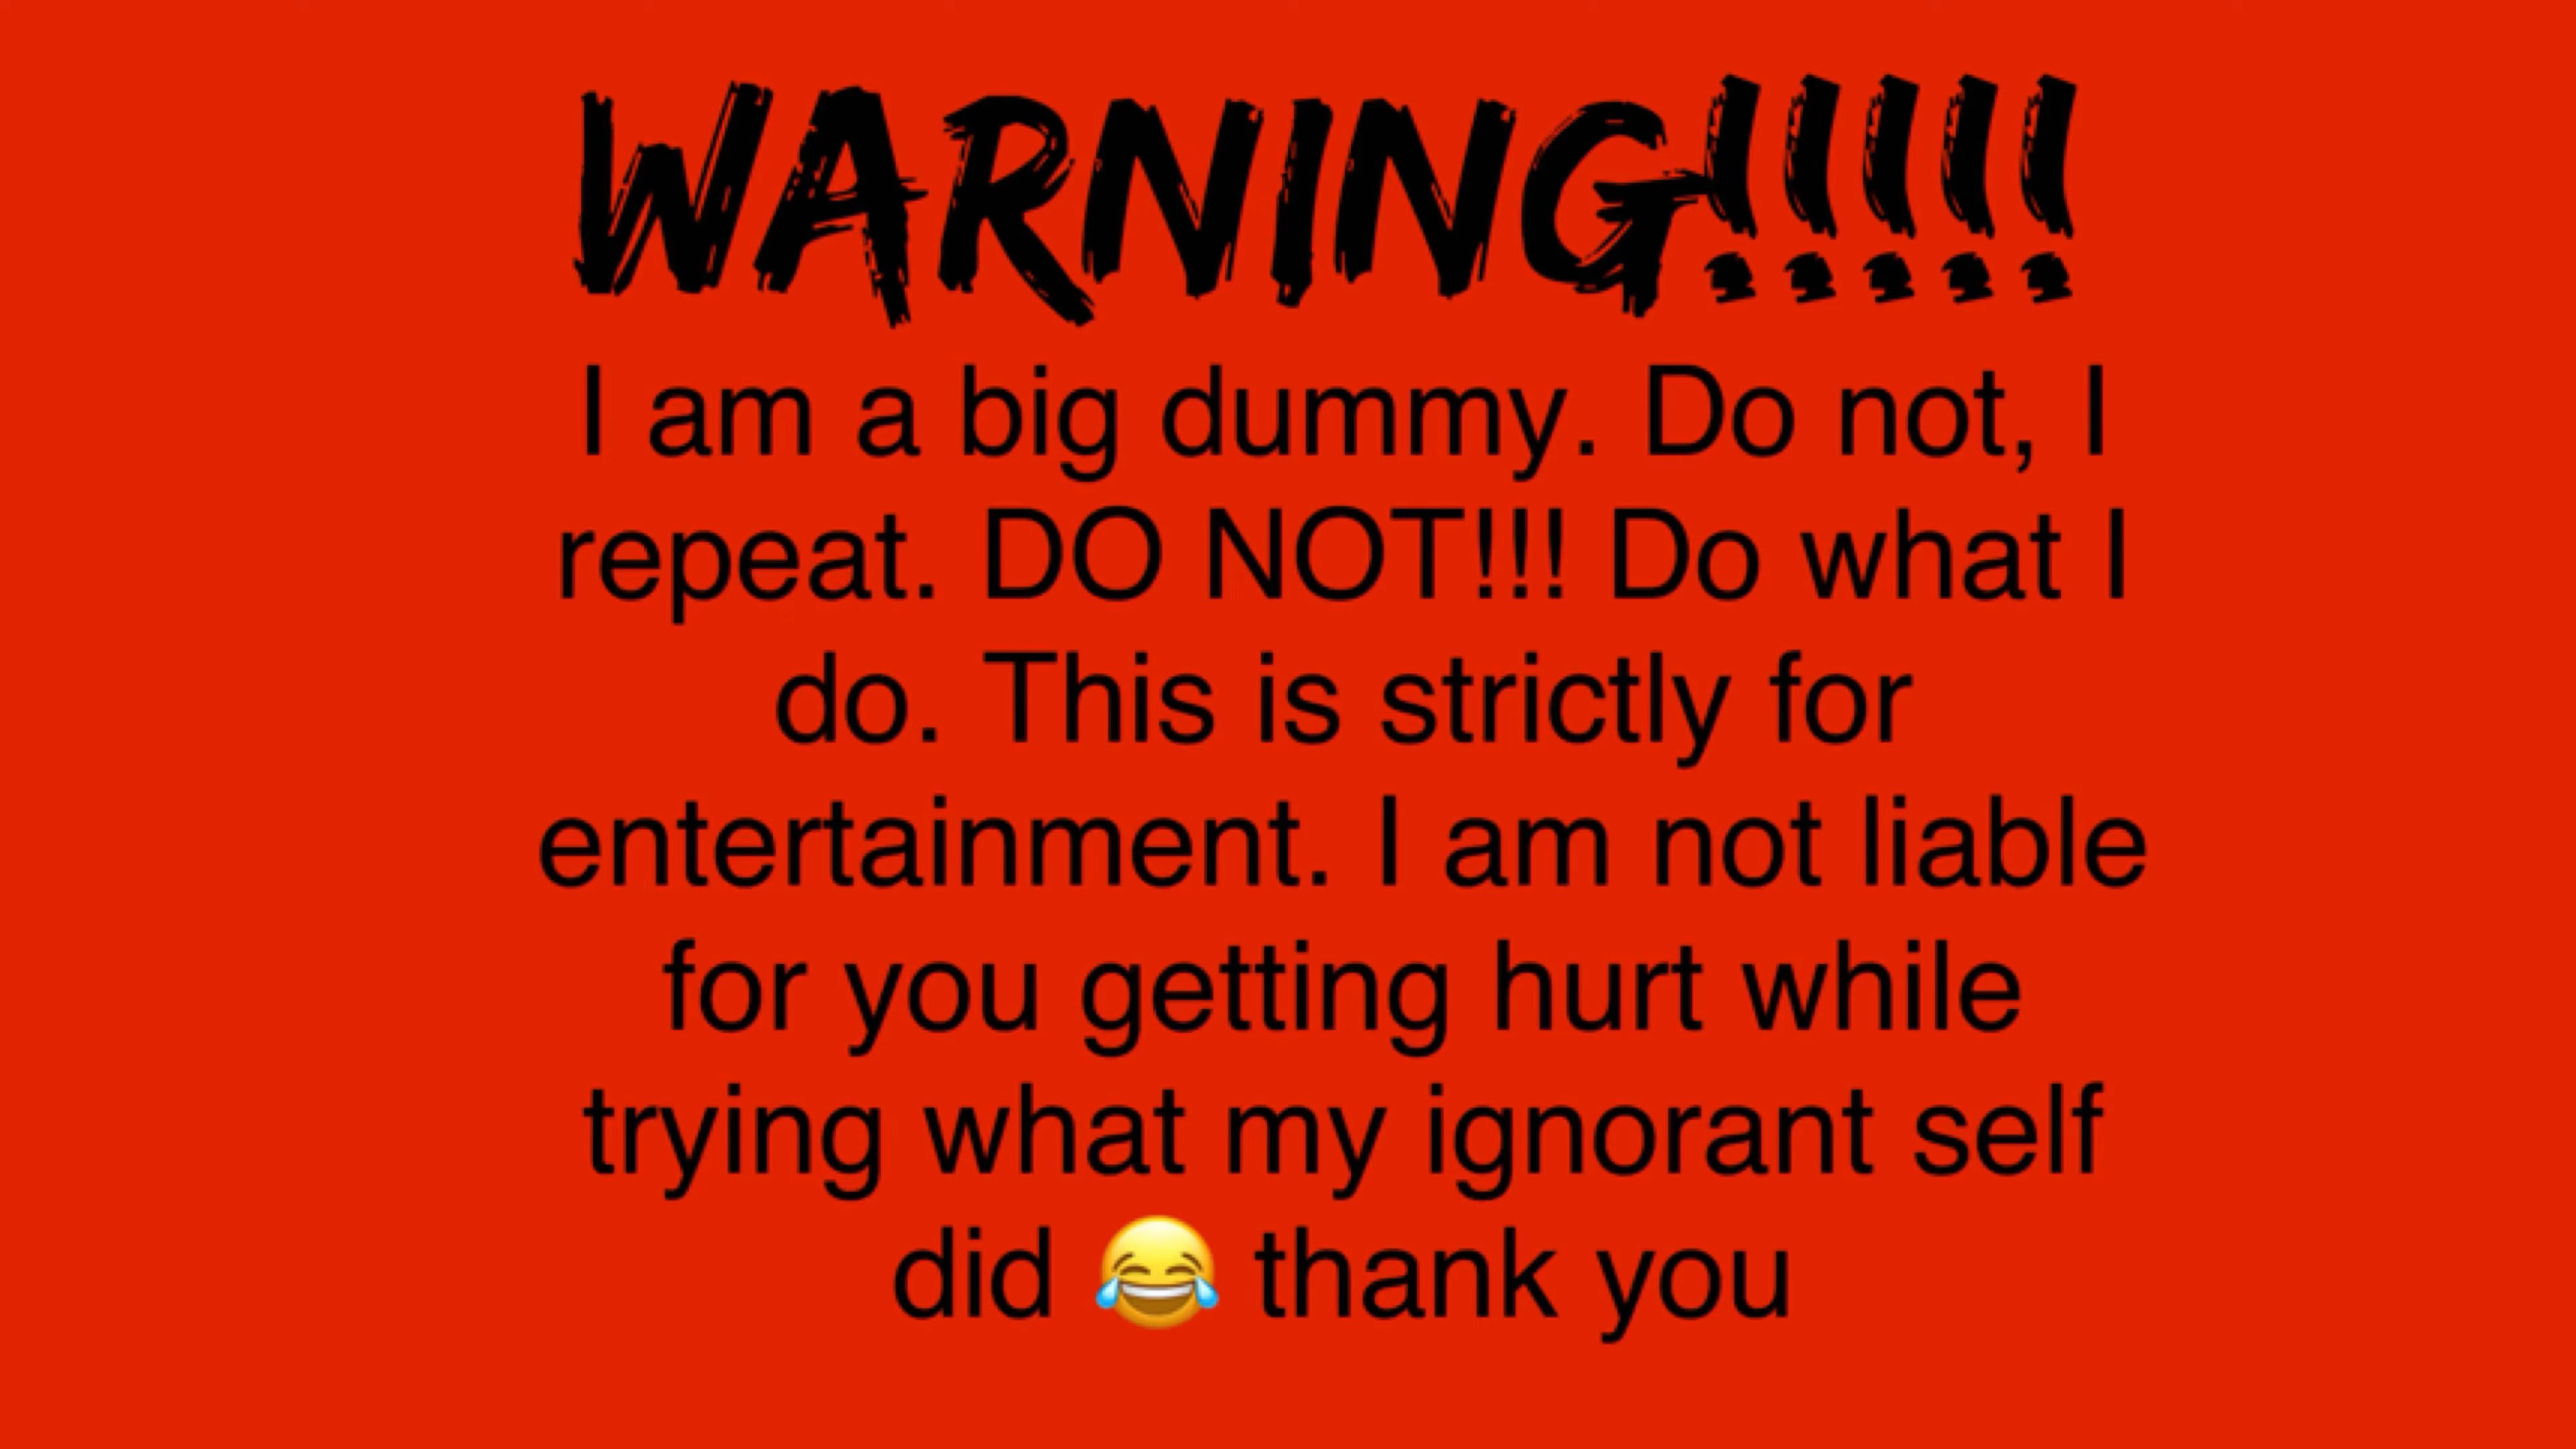 WARNING!!!!!
I am a big dummy. Do not, I
repeat. DO NOT!!! Do what I
do. This is strictly for
entertainment. I am not liable
for you getting hurt while
trying what my ignorant self
did 😂 thank you